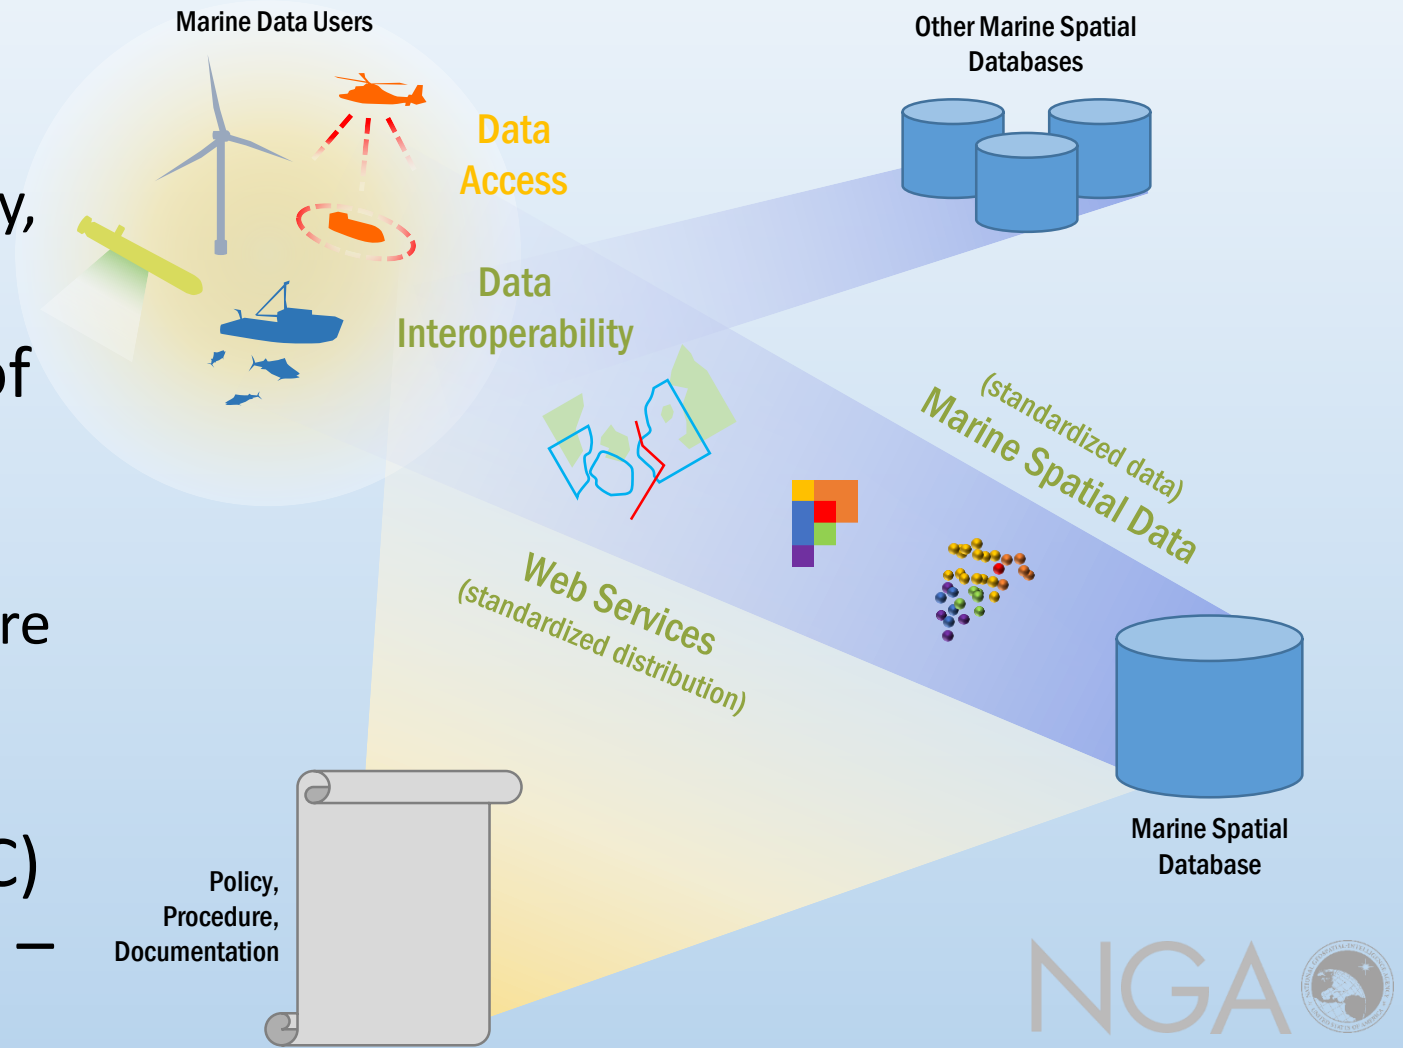 Marine Data Users
Other Marine Spatial
Databases
Data
Access
y,
Data
Interoperability
of
(standardized data)
Marine Spatial Data
Web Services
(standardized distribution)
re
Marine Spatial
Database
C)
–
Policy,
Procedure,
Documentation
NGA